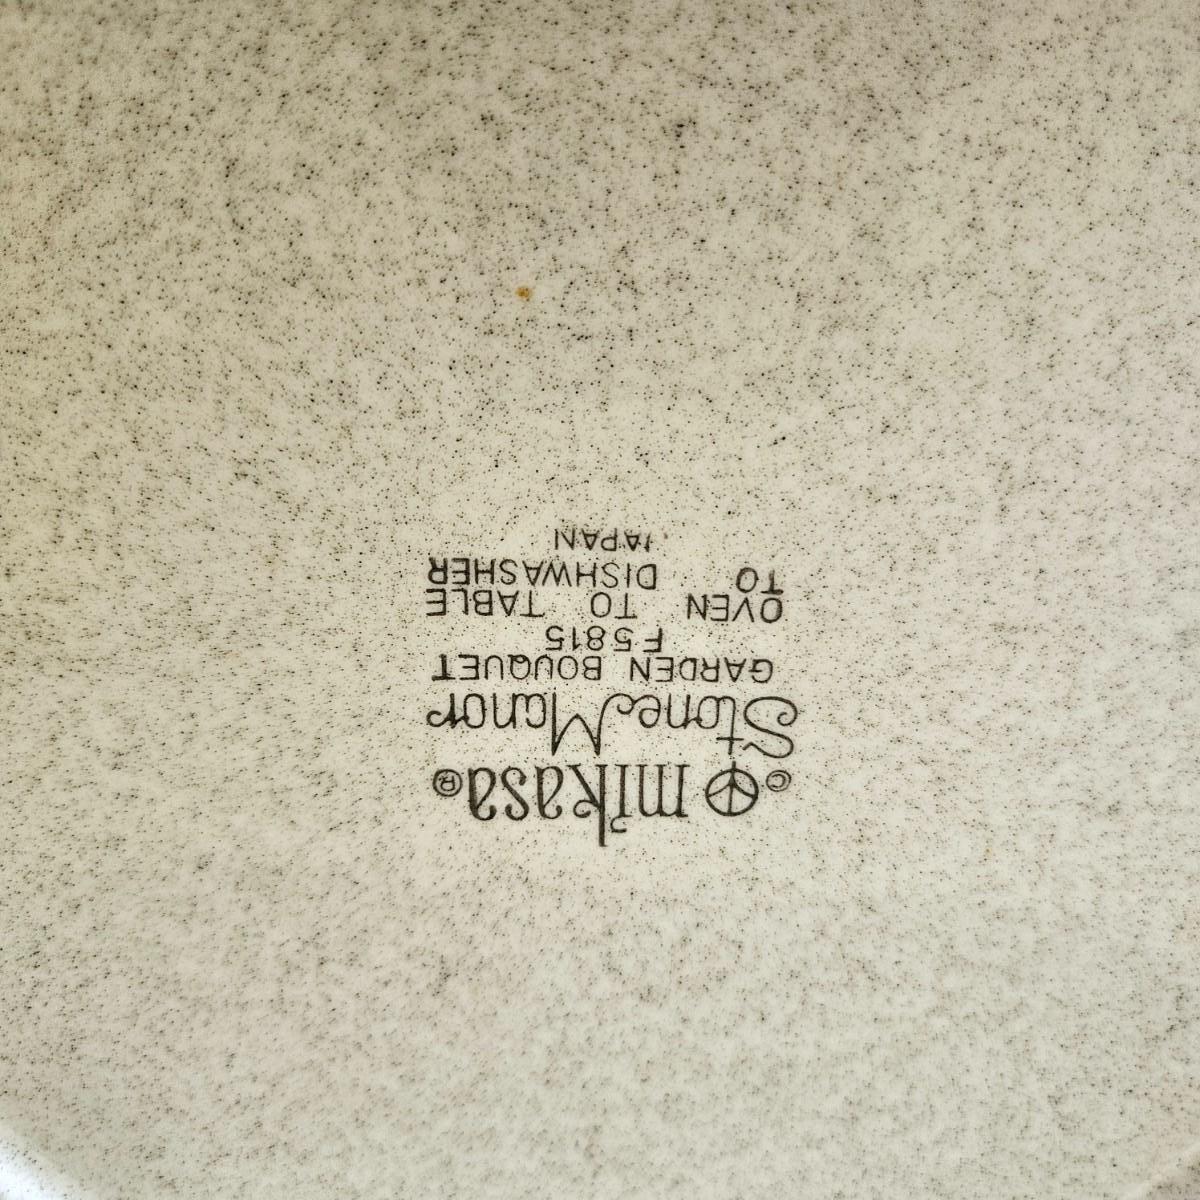 © mikasa ®
Stone Manor
GARDEN BOUQUET
F5815
OVEN TO TABLE
TO DISHWASHER
JAPAN